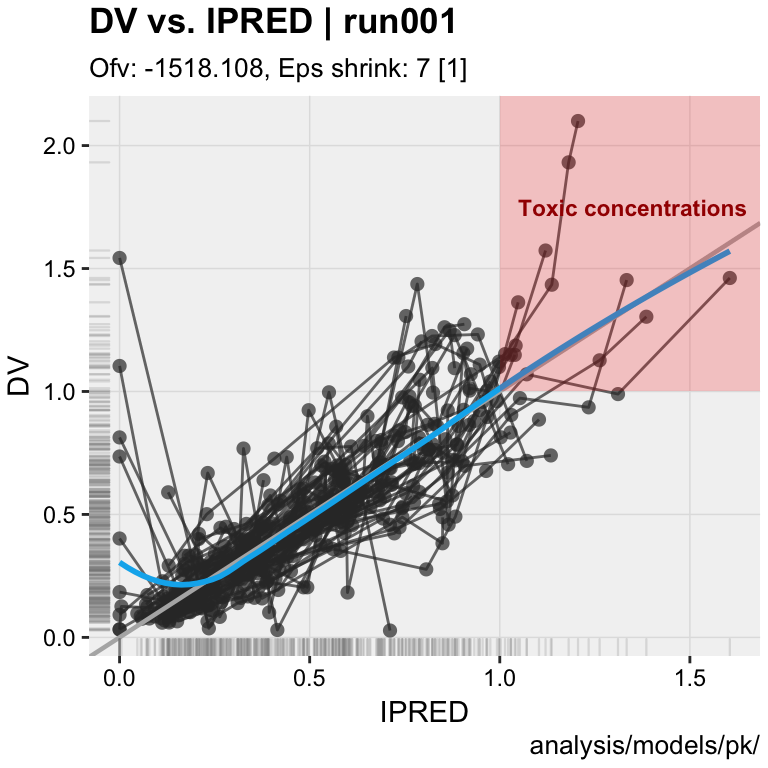 DV vs. IPRED | run001
Ofv: -1518.108, Eps shrink: 7 [1]
2.0
Toxic concentrations
1.5
DV
1.0
0.5
0.0
0.0 0.5 1.0 1.5
IPRED
analysis/models/pk/